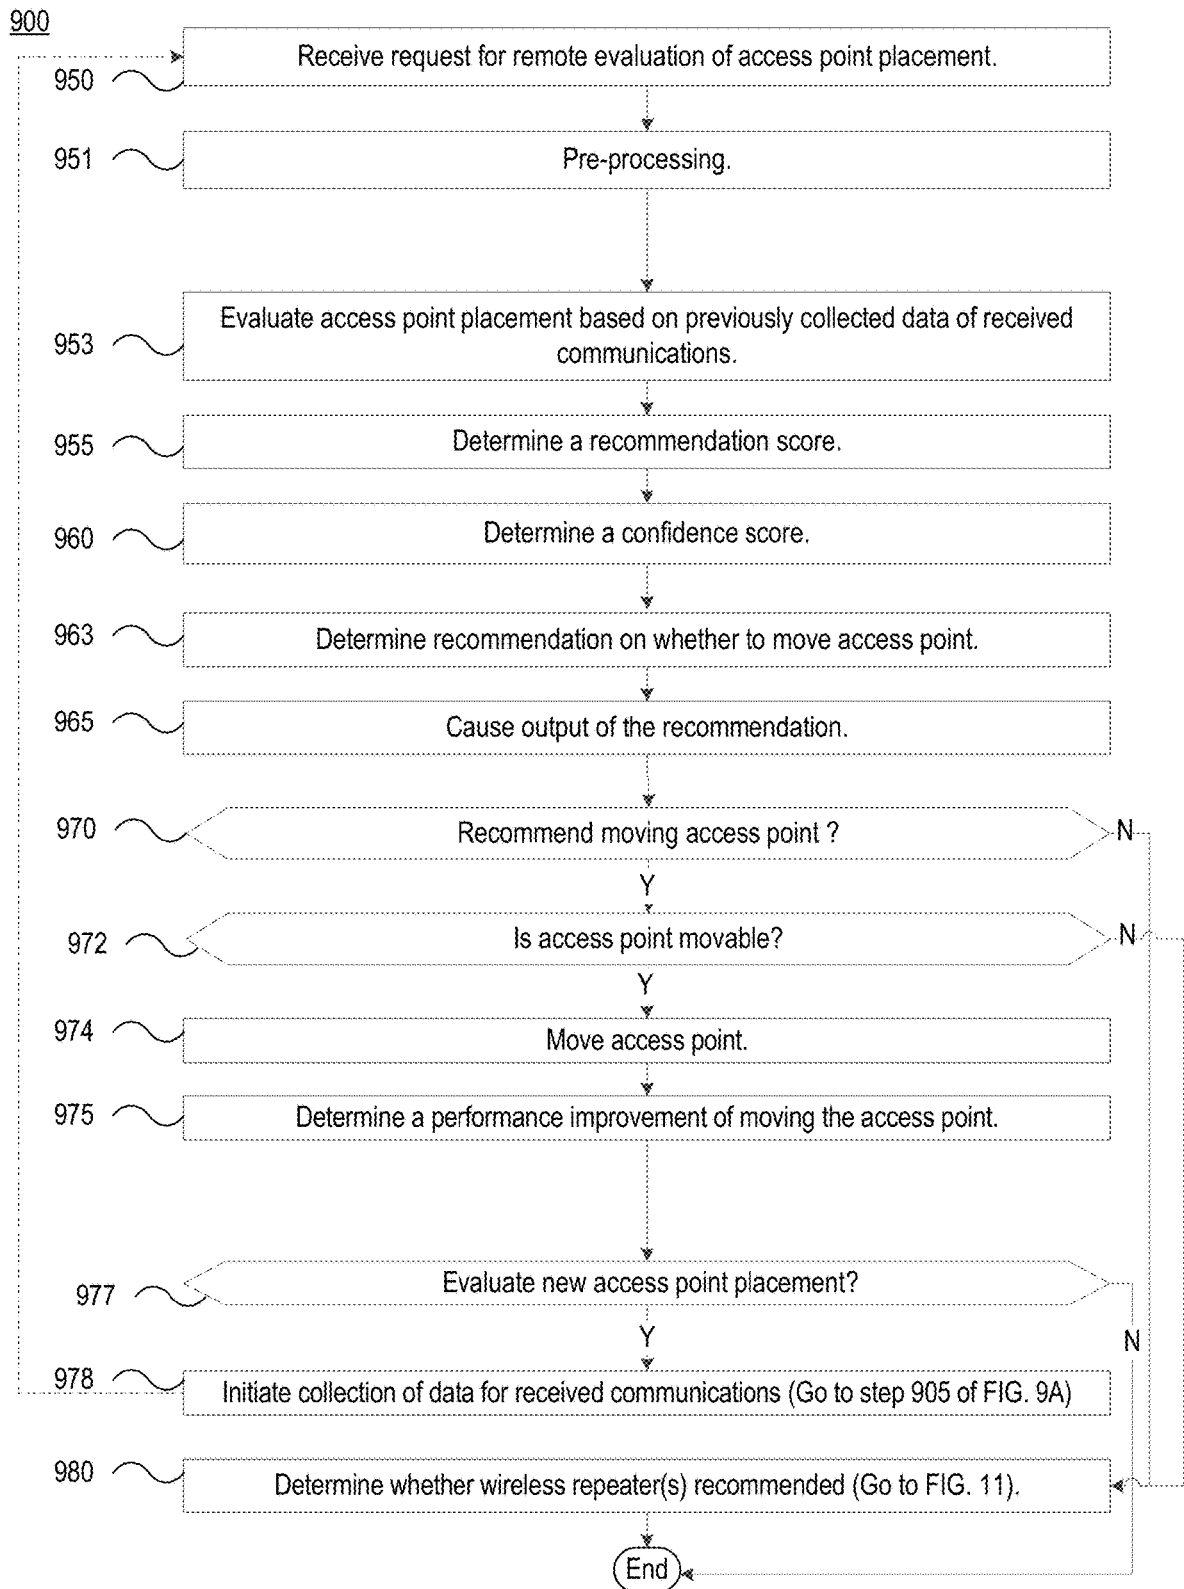 900
Receive request for remote evaluation of access point placement.
950
951
Pre-processing.
Evaluate access point placement based on previously collected data of received
communications.
953
955
Determine a recommendation score.
960
Determine a confidence score.
963
Determine recommendation on whether to move access point.
965
Cause output of the recommendation.
970
Recommend moving access point ?
N
Y
972
Is access point movable?
N
Y
974
Move access point.
975
Determine a performance improvement of moving the access point.
977
Evaluate new access point placement?
Y
N
978
Initiate collection of data for received communications (Go to step 905 of FIG. 9A)
980
Determine whether wireless repeater(s) recommended (Go to FIG. 11).
End